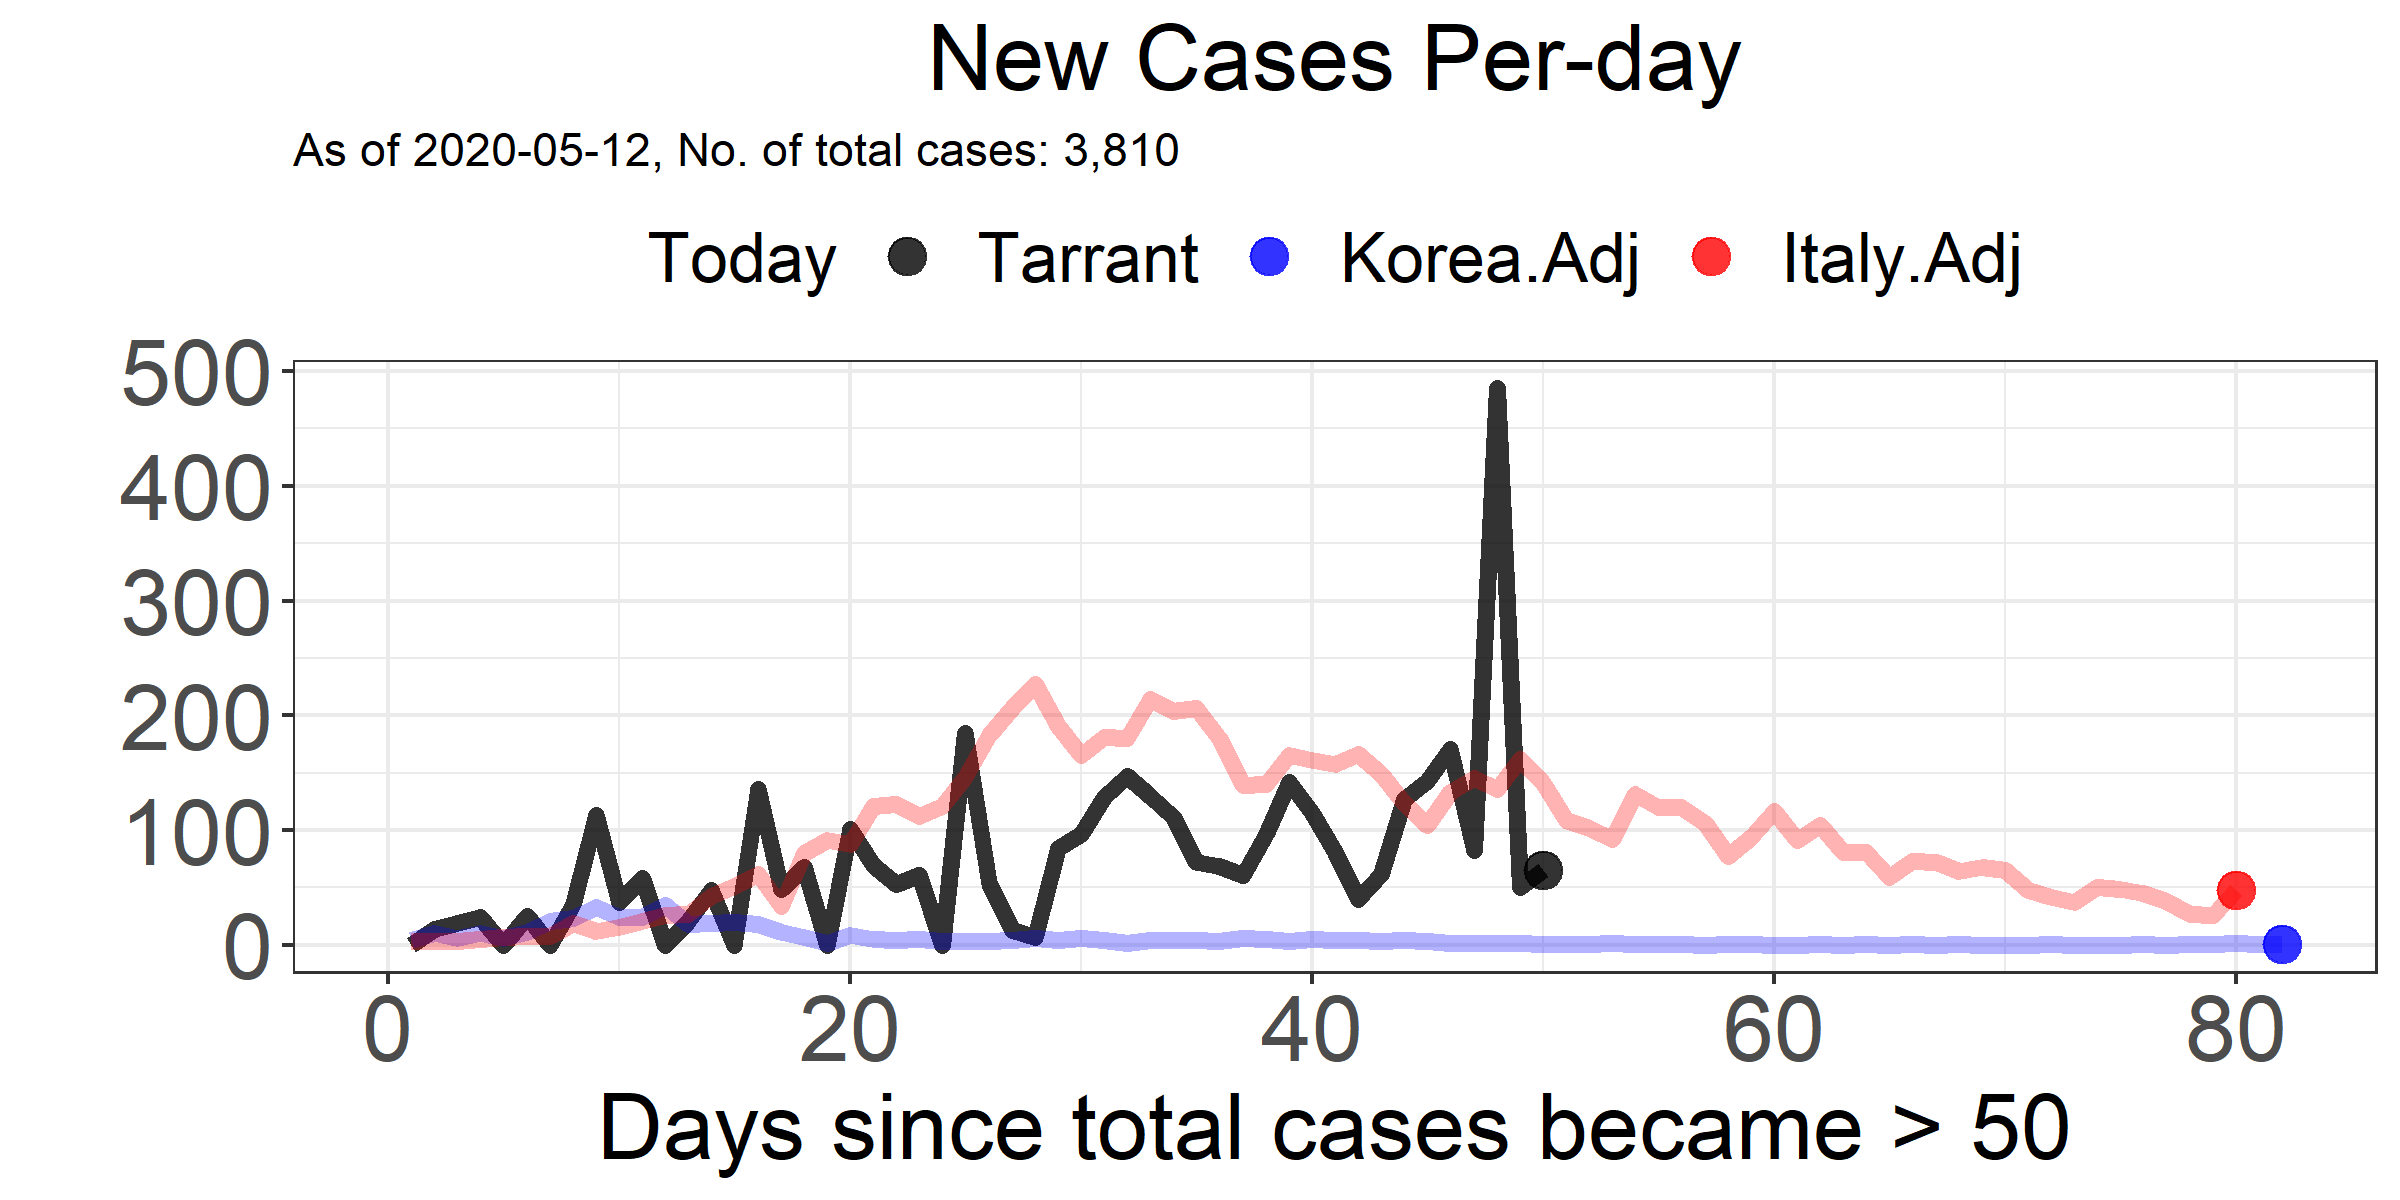 New Cases Per-day
As of 2020-05-12, No. of total cases: 3,810
Today Tarrant Korea.Adj Italy.Adj
500
400
300
200
100
0
0 20 40 60 80
Days since total cases became > 50